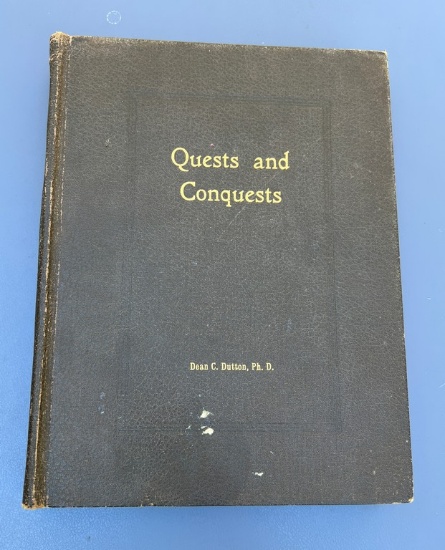 Quests and
Conquests
Dean C. Dutton, Ph. D.